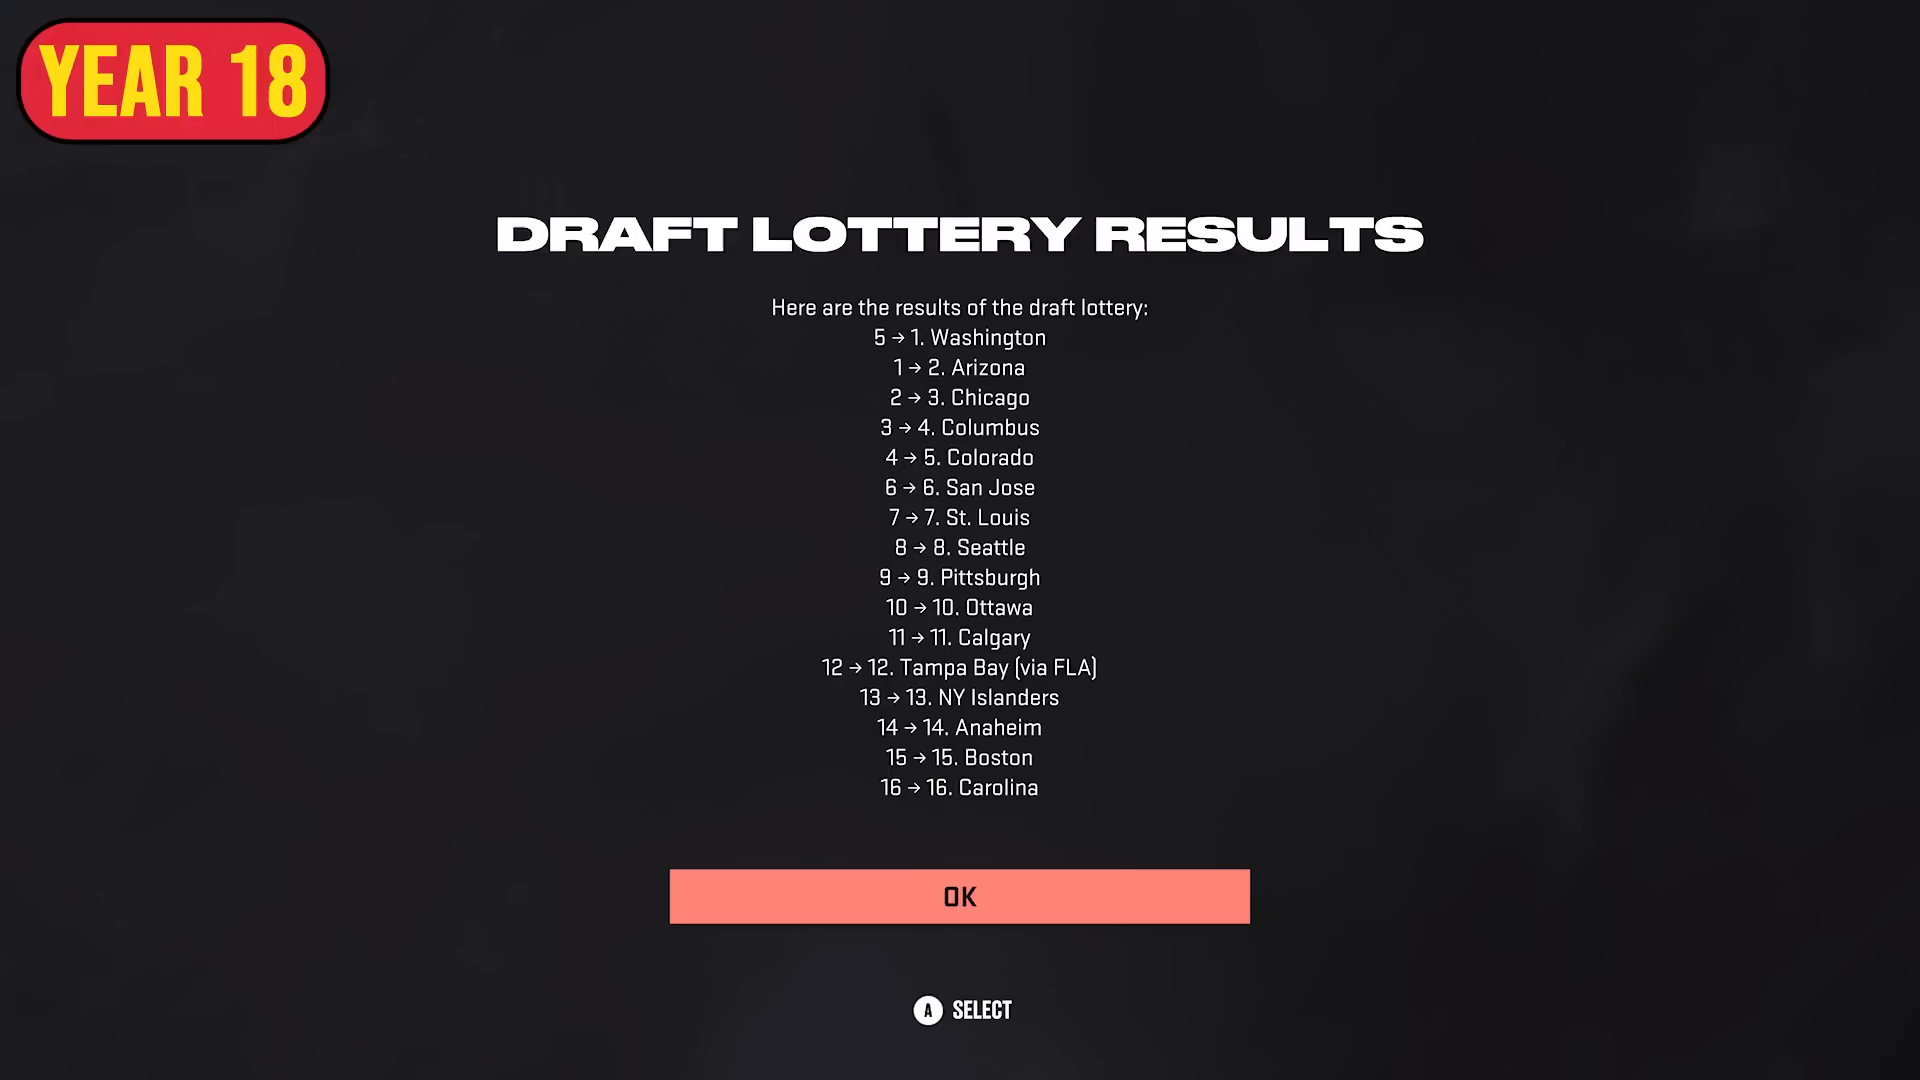 YEAR 18
DRAFT LOTTERY RESULTS
Here are the results of the draft lottery:
5 → 1. Washington
1 → 2. Arizona
2 → 3. Chicago
3 → 4. Columbus
4 → 5. Colorado
6 → 6. San Jose
7 → 7. St. Louis
8 → 8. Seattle
9 → 9. Pittsburgh
10 → 10. Ottawa
11 → 11. Calgary
12 → 12. Tampa Bay (via FLA)
13 → 13. NY Islanders
14 → 14. Anaheim
15 → 15. Boston
16 → 16. Carolina
OK
A SELECT